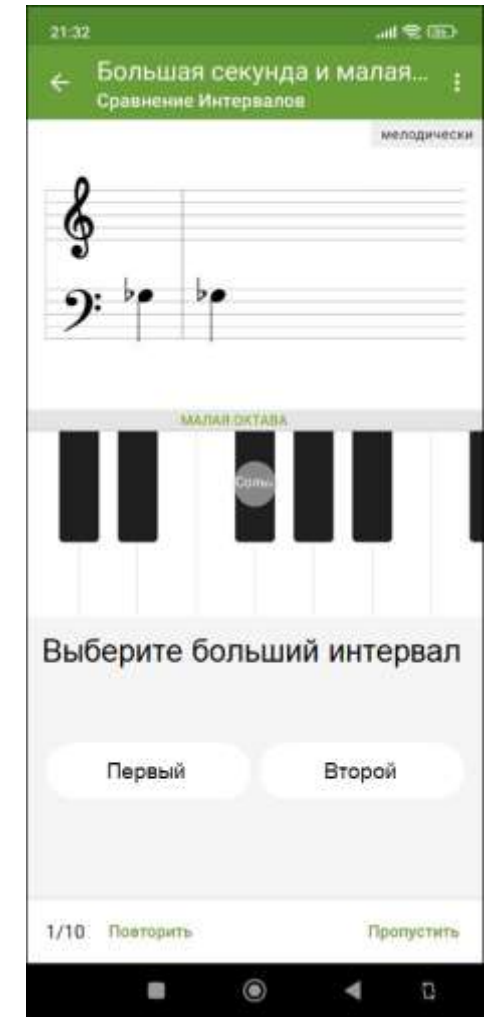 21:32
Большая секунда и малая...
Сравнение Интервалов
мелодически
МАЛАЯ ОКТАВА
Соль♭
Выберите больший интервал
Первый
Второй
1/10 Повторить Пропустить